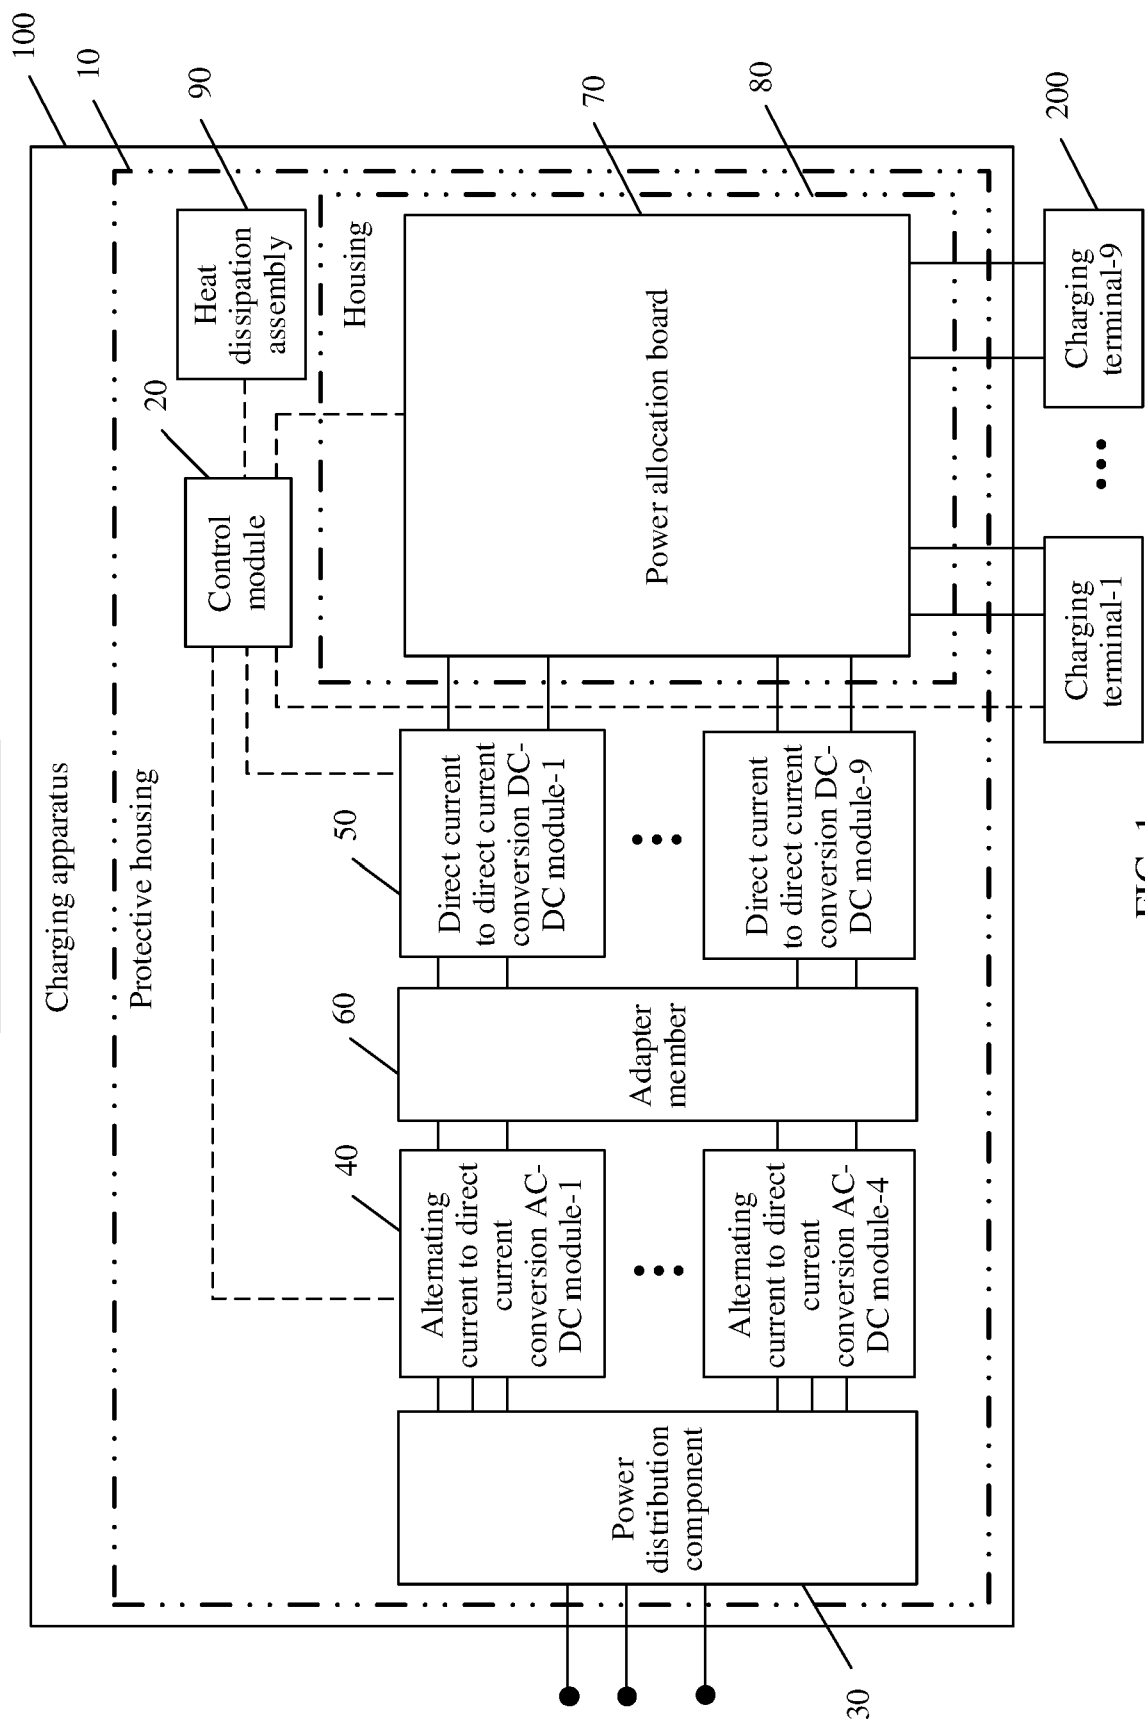 100
10
90
70
80
200
Charging apparatus
Protective housing
20
Heat
dissipation
assembly
Control
module
Housing
Power allocation board
30
Power
distribution
component
40
Alternating
current to direct
current
conversion AC-
DC module-1
Alternating
current to direct
current
conversion AC-
DC module-4
60
Adapter
member
50
Direct current
to direct current
conversion DC-
DC module-1
Direct current
to direct current
conversion DC-
DC module-9
Charging
terminal-1
Charging
terminal-9
FIG. 1